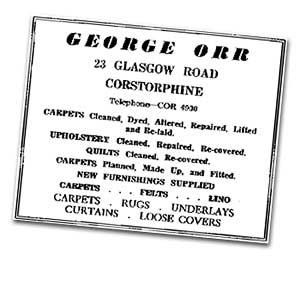 GEORGE ORR
23 GLASGOW ROAD
CORSTORPHINE
Telephone—COR 4930
CARPETS Cleaned, Dyed, Altered, Repaired, Lifted
and Re-laid.
UPHOLSTERY Cleaned, Repaired, Re-covered.
QUILTS Cleaned, Re-covered.
CARPETS Planned, Made Up, and Fitted.
NEW FURNISHINGS SUPPLIED
CARPETS . . . FELTS . . . LINO
CARPETS . RUGS . UNDERLAYS
CURTAINS . LOOSE COVERS